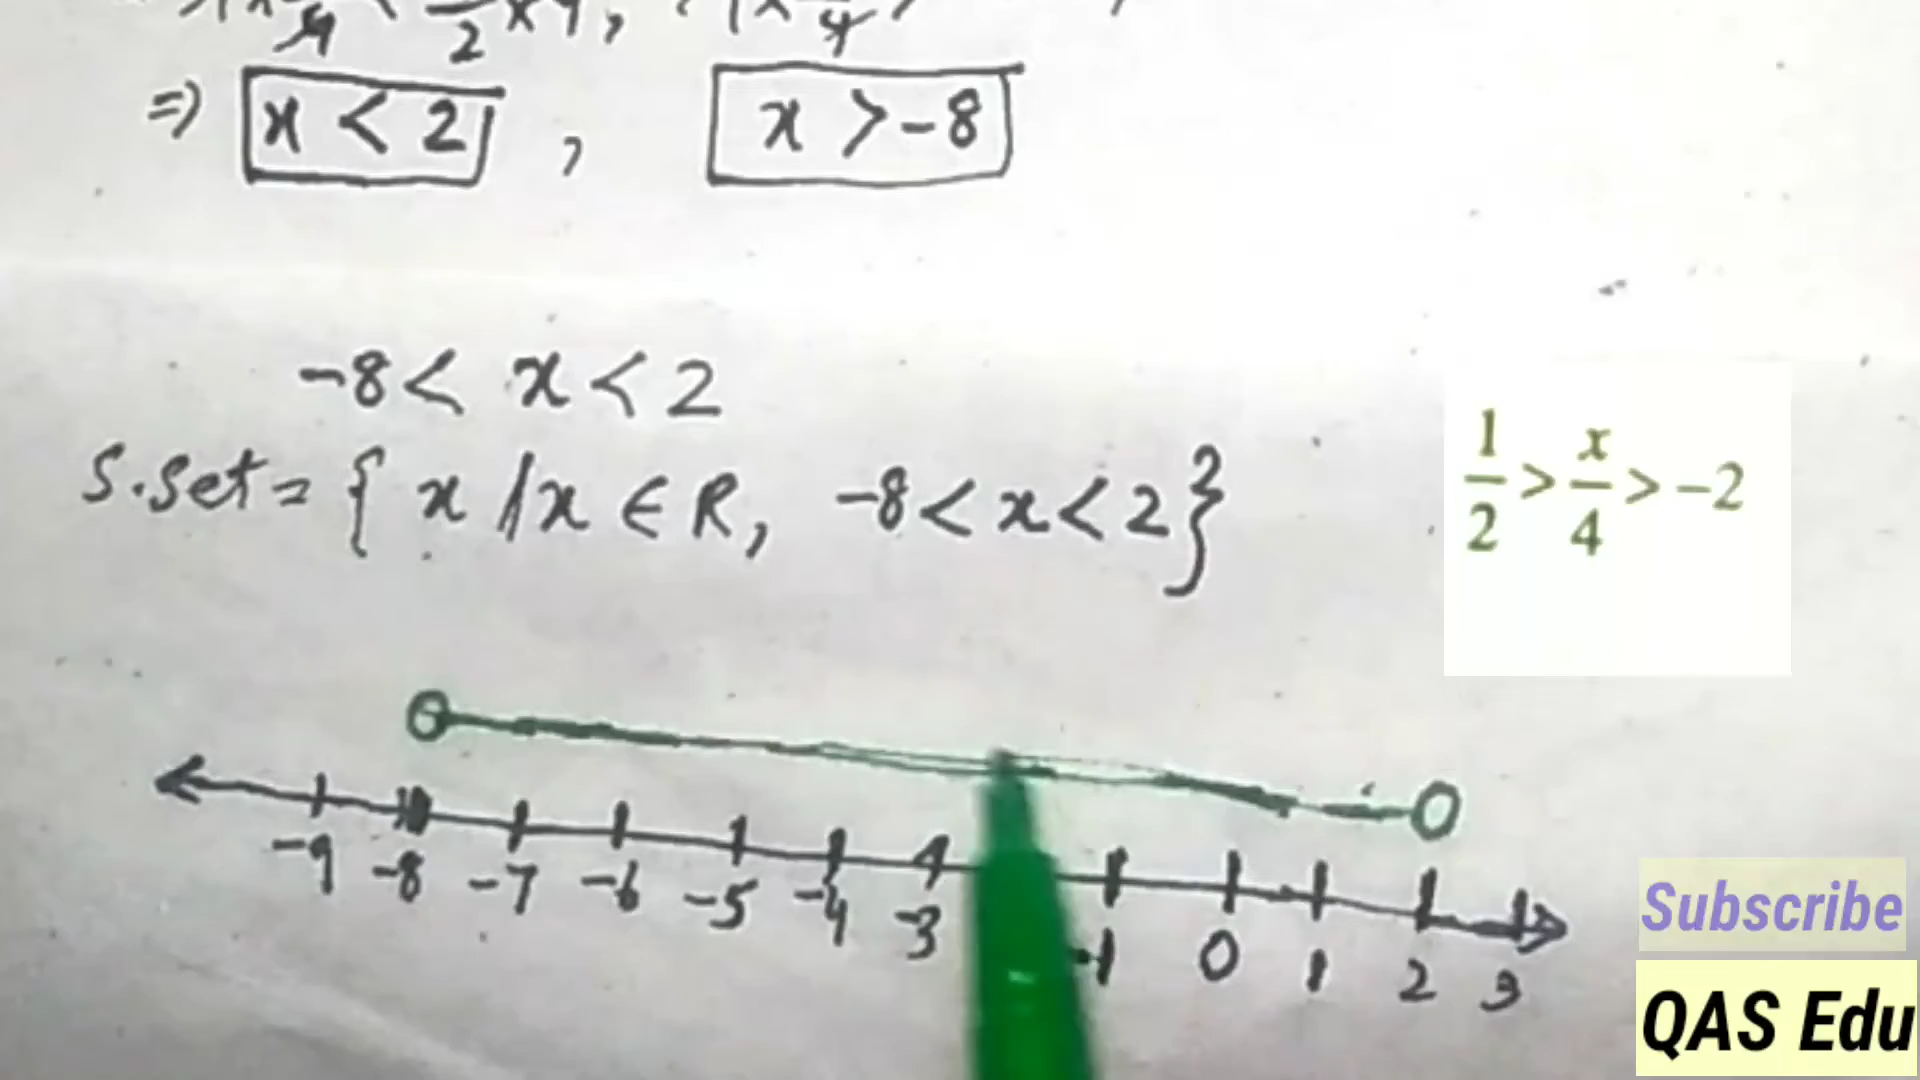 ⇒ x < 2 , x > -8
-8 < x < 2
S.set = { x / x ∈ R, -8 < x < 2 }
1/2 > x/4 > -2
-9 -8 -7 -6 -5 -4 -3 -1 0 1 2 3
Subscribe
QAS Edu